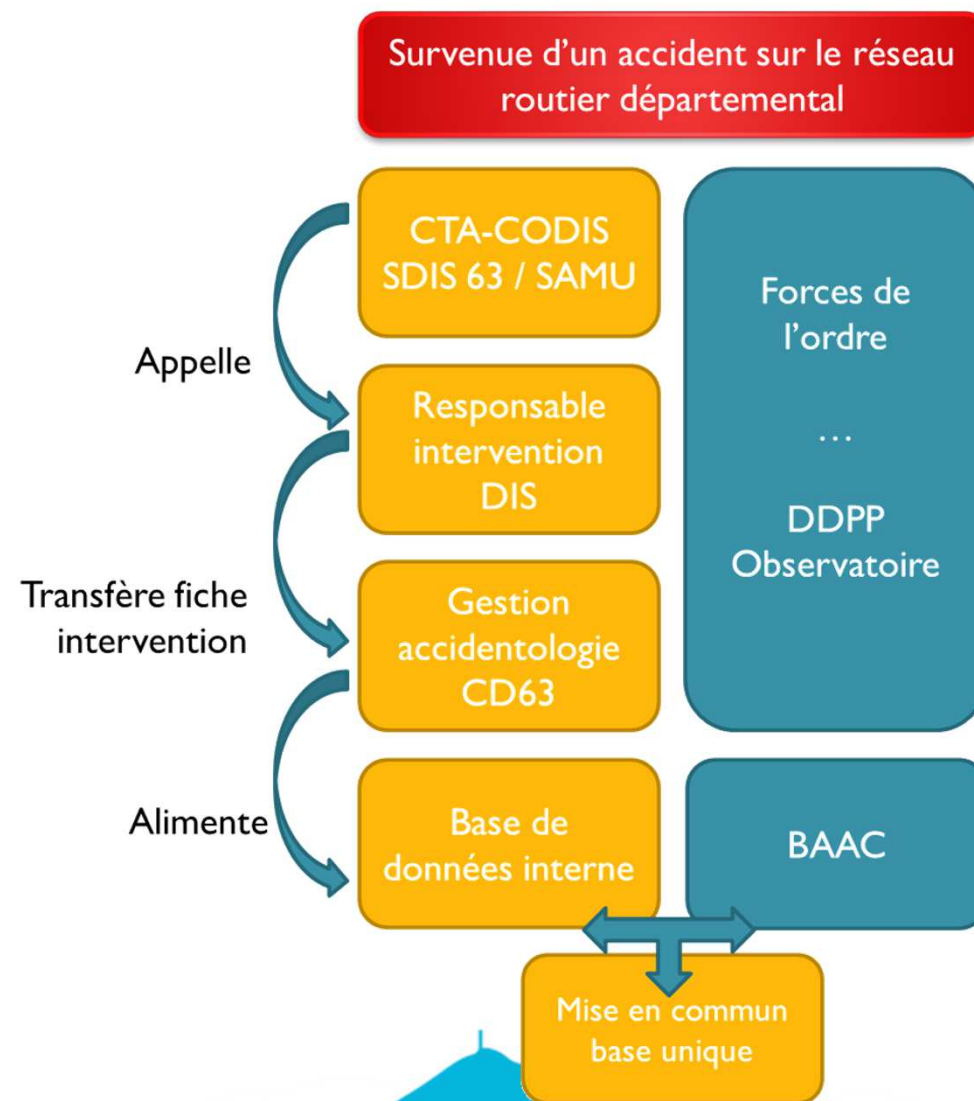 Survenue d'un accident sur le réseau
routier départemental
CTA-CODIS
SDIS 63 / SAMU
Appelle
Responsable
intervention
DIS
Transfère fiche
intervention
Gestion
accidentologie
CD63
Alimente
Base de
données interne
Forces de
l'ordre
...
DDPP
Observatoire
BAAC
Mise en commun
base unique